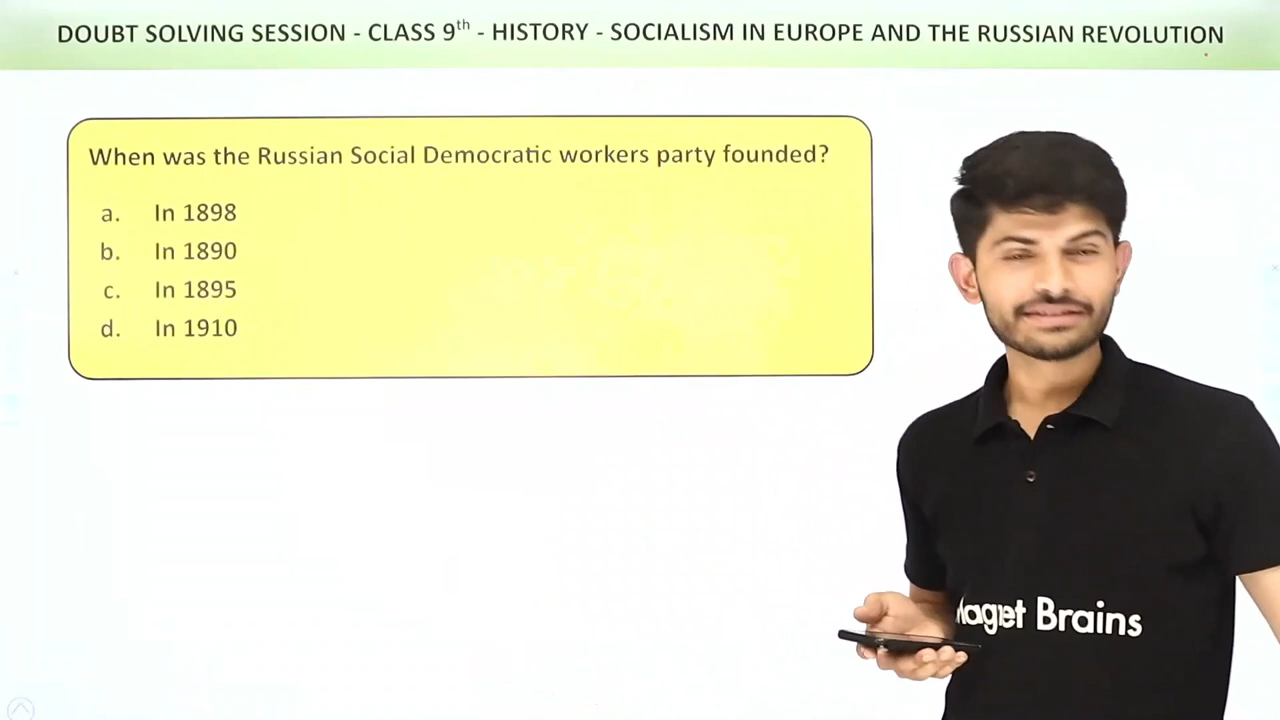 DOUBT SOLVING SESSION - CLASS 9th - HISTORY - SOCIALISM IN EUROPE AND THE RUSSIAN REVOLUTION
When was the Russian Social Democratic workers party founded?
a. In 1898
b. In 1890
c. In 1895
d. In 1910
Brains